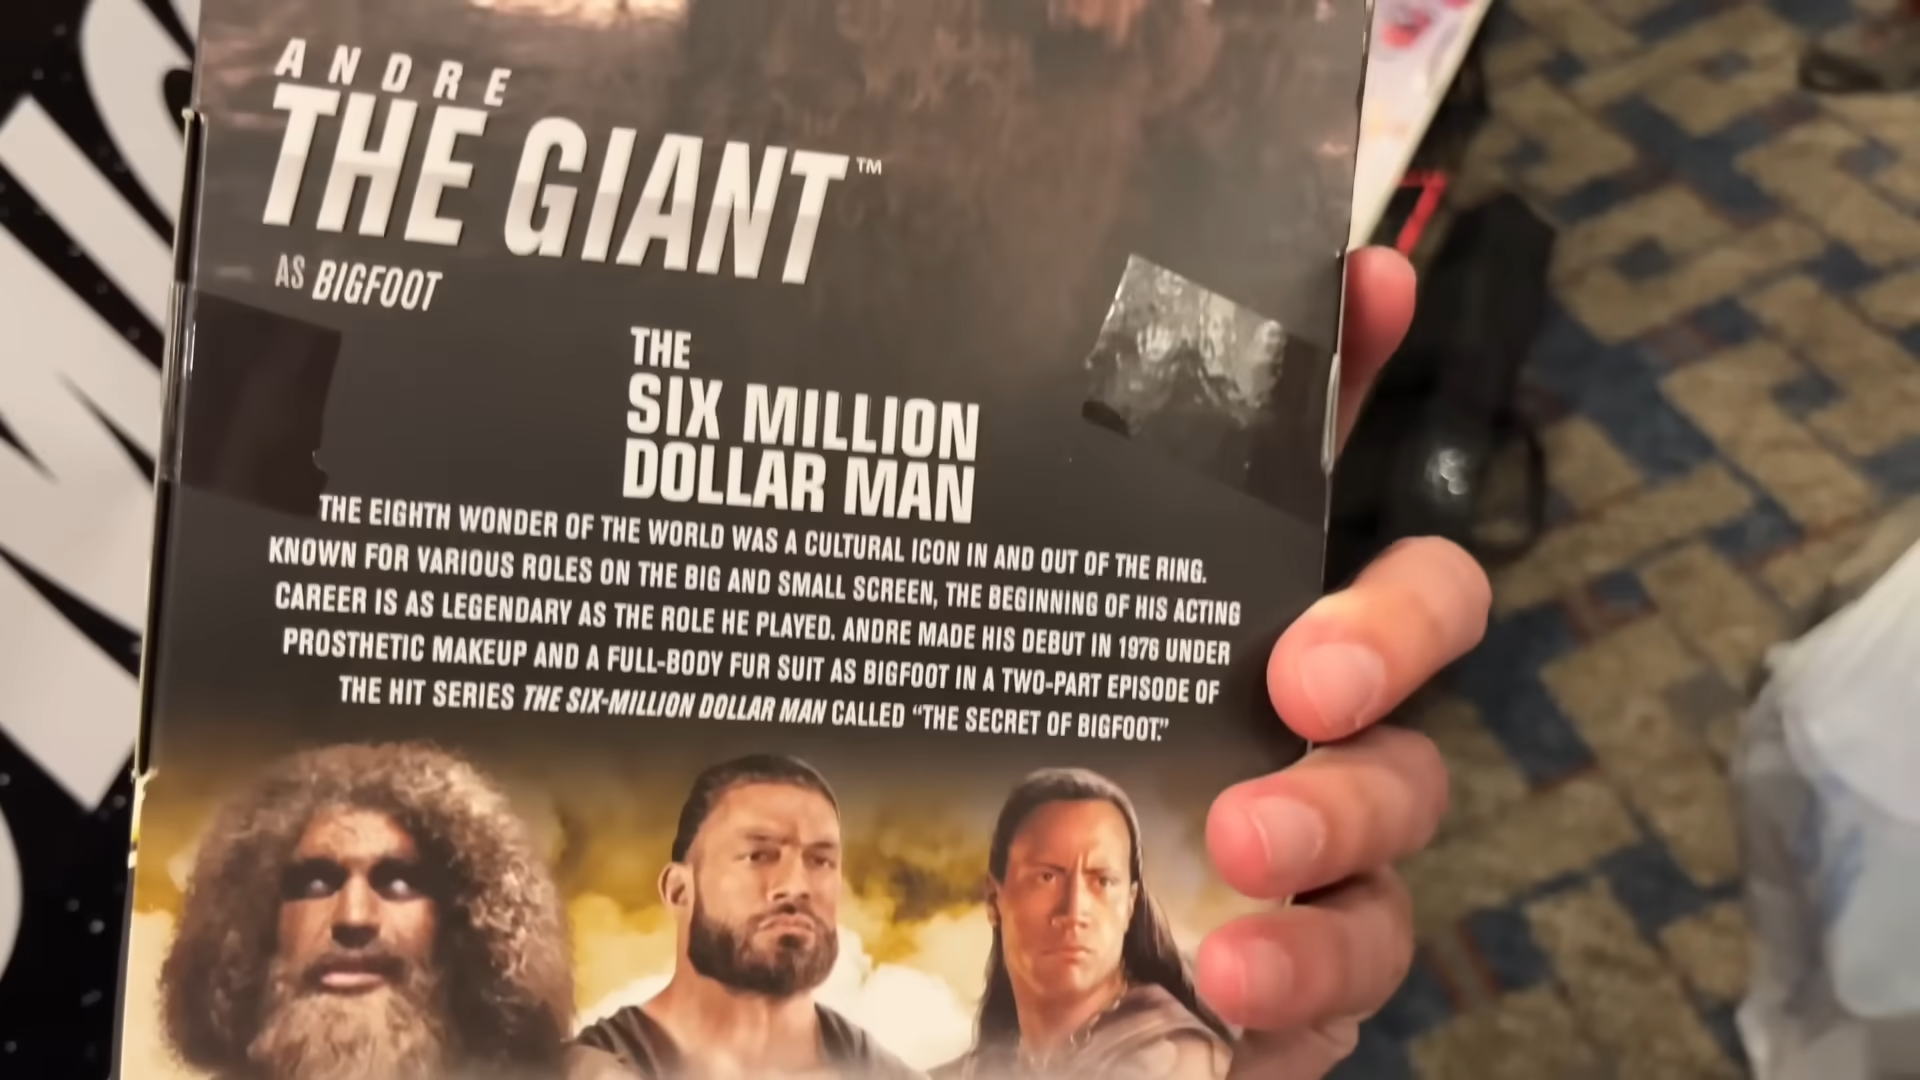 ANDRE
THE GIANT™
AS BIGFOOT
THE
SIX MILLION
DOLLAR MAN
THE EIGHTH WONDER OF THE WORLD WAS A CULTURAL ICON IN AND OUT OF THE RING.
KNOWN FOR VARIOUS ROLES ON THE BIG AND SMALL SCREEN, THE BEGINNING OF HIS ACTING
CAREER IS AS LEGENDARY AS THE ROLE HE PLAYED. ANDRE MADE HIS DEBUT IN 1976 UNDER
PROSTHETIC MAKEUP AND A FULL-BODY FUR SUIT AS BIGFOOT IN A TWO-PART EPISODE OF
THE HIT SERIES THE SIX-MILLION DOLLAR MAN CALLED “THE SECRET OF BIGFOOT.”